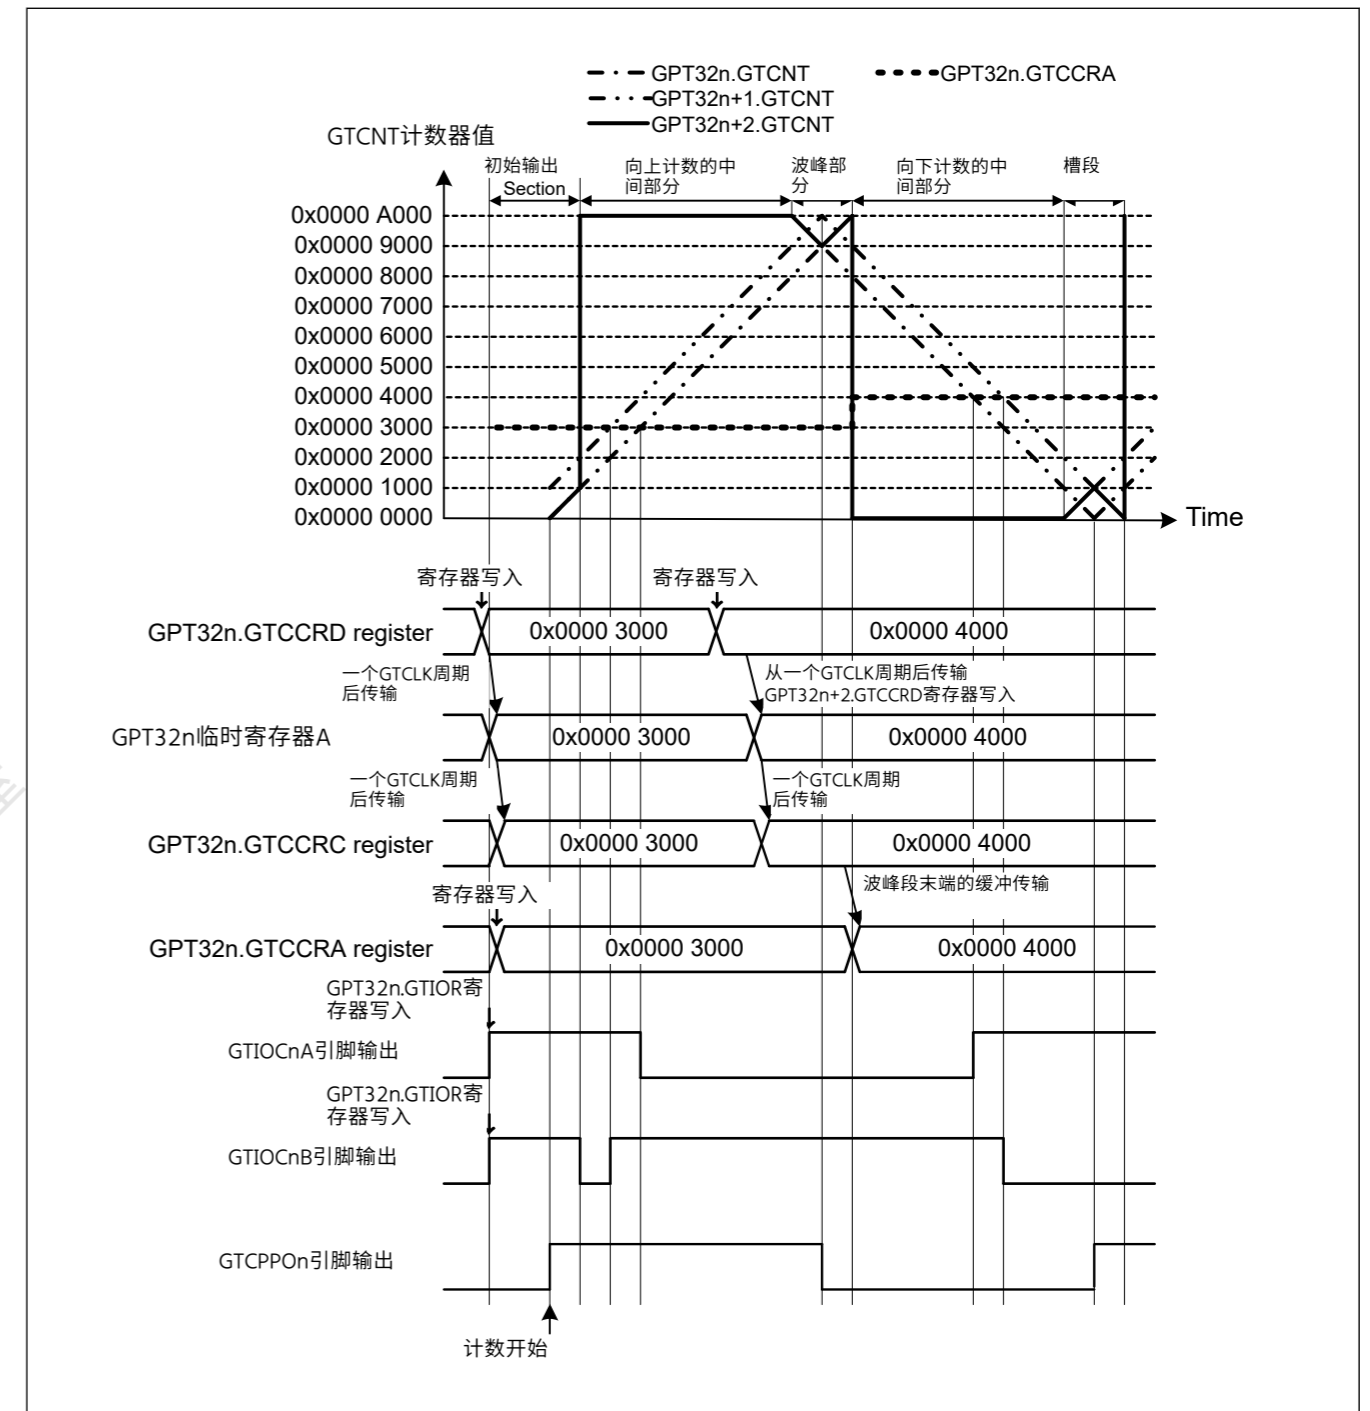 GPT32n.GTCNT
GPT32n.GTCCRA
GPT32n+1.GTCNT
GPT32n+2.GTCNT
GTCNT计数器值
初始输出
Section
向上计数的中
间部分
波峰部
分
向下计数的中
间部分
槽段
0x0000 A000
0x0000 9000
0x0000 8000
0x0000 7000
0x0000 6000
0x0000 5000
0x0000 4000
0x0000 3000
0x0000 2000
0x0000 1000
0x0000 0000
Time
寄存器写入
寄存器写入
GPT32n.GTCCRD register
0x0000 3000
0x0000 4000
一个GTCLK周期
后传输
从一个GTCLK周期后传输
GPT32n+2.GTCCRD寄存器写入
GPT32n临时寄存器A
0x0000 3000
0x0000 4000
一个GTCLK周期
后传输
一个GTCLK周期
后传输
GPT32n.GTCCRC register
0x0000 3000
0x0000 4000
寄存器写入
波峰段末端的缓冲传输
GPT32n.GTCCRA register
0x0000 3000
0x0000 4000
GPT32n.GTIOR寄
存器写入
GTIOCnA引脚输出
GPT32n.GTIOR寄
存器写入
GTIOCnB引脚输出
GTCPPOn引脚输出
计数开始